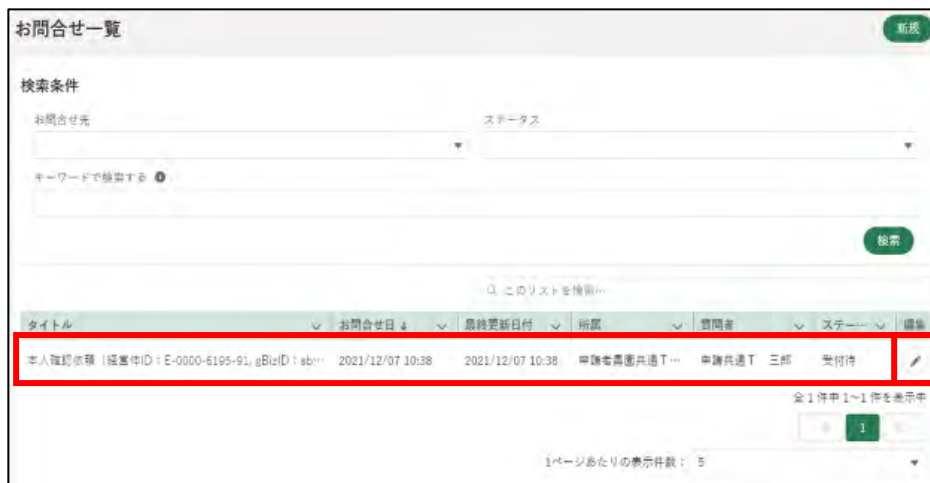 お問合せ一覧
新規
検索条件
お問合せ先 ステータス
キーワードで検索する
検索
このリストを検索…
タイトル お問合せ日 最終更新日付 所属 質問者 ステー… 編集
本人確認依頼（経営体ID：E-0000-6195-91, gBizID：ab… 2021/12/07 10:38 2021/12/07 10:38 申請者農園共通T… 申請共通T 三郎 受付待
全1件中1~1件を表示中
1
1ページあたりの表示件数： 5